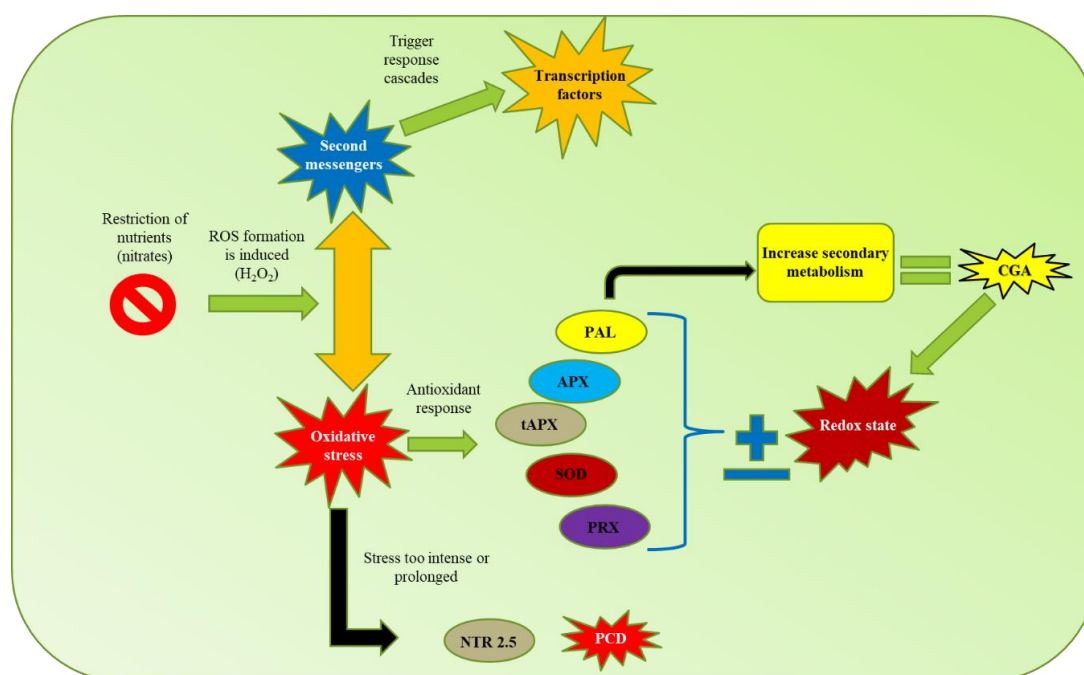 Trigger
response
cascades
Transcription
factors
Second
messengers
Restriction of
nutrients
(nitrates)
ROS formation
is induced
(H₂O₂)
Increase secondary
metabolism
CGA
PAL
APX
tAPX
SOD
PRX
Antioxidant
response
Oxidative
stress
Redox state
Stress too intense or
prolonged
NTR 2.5
PCD